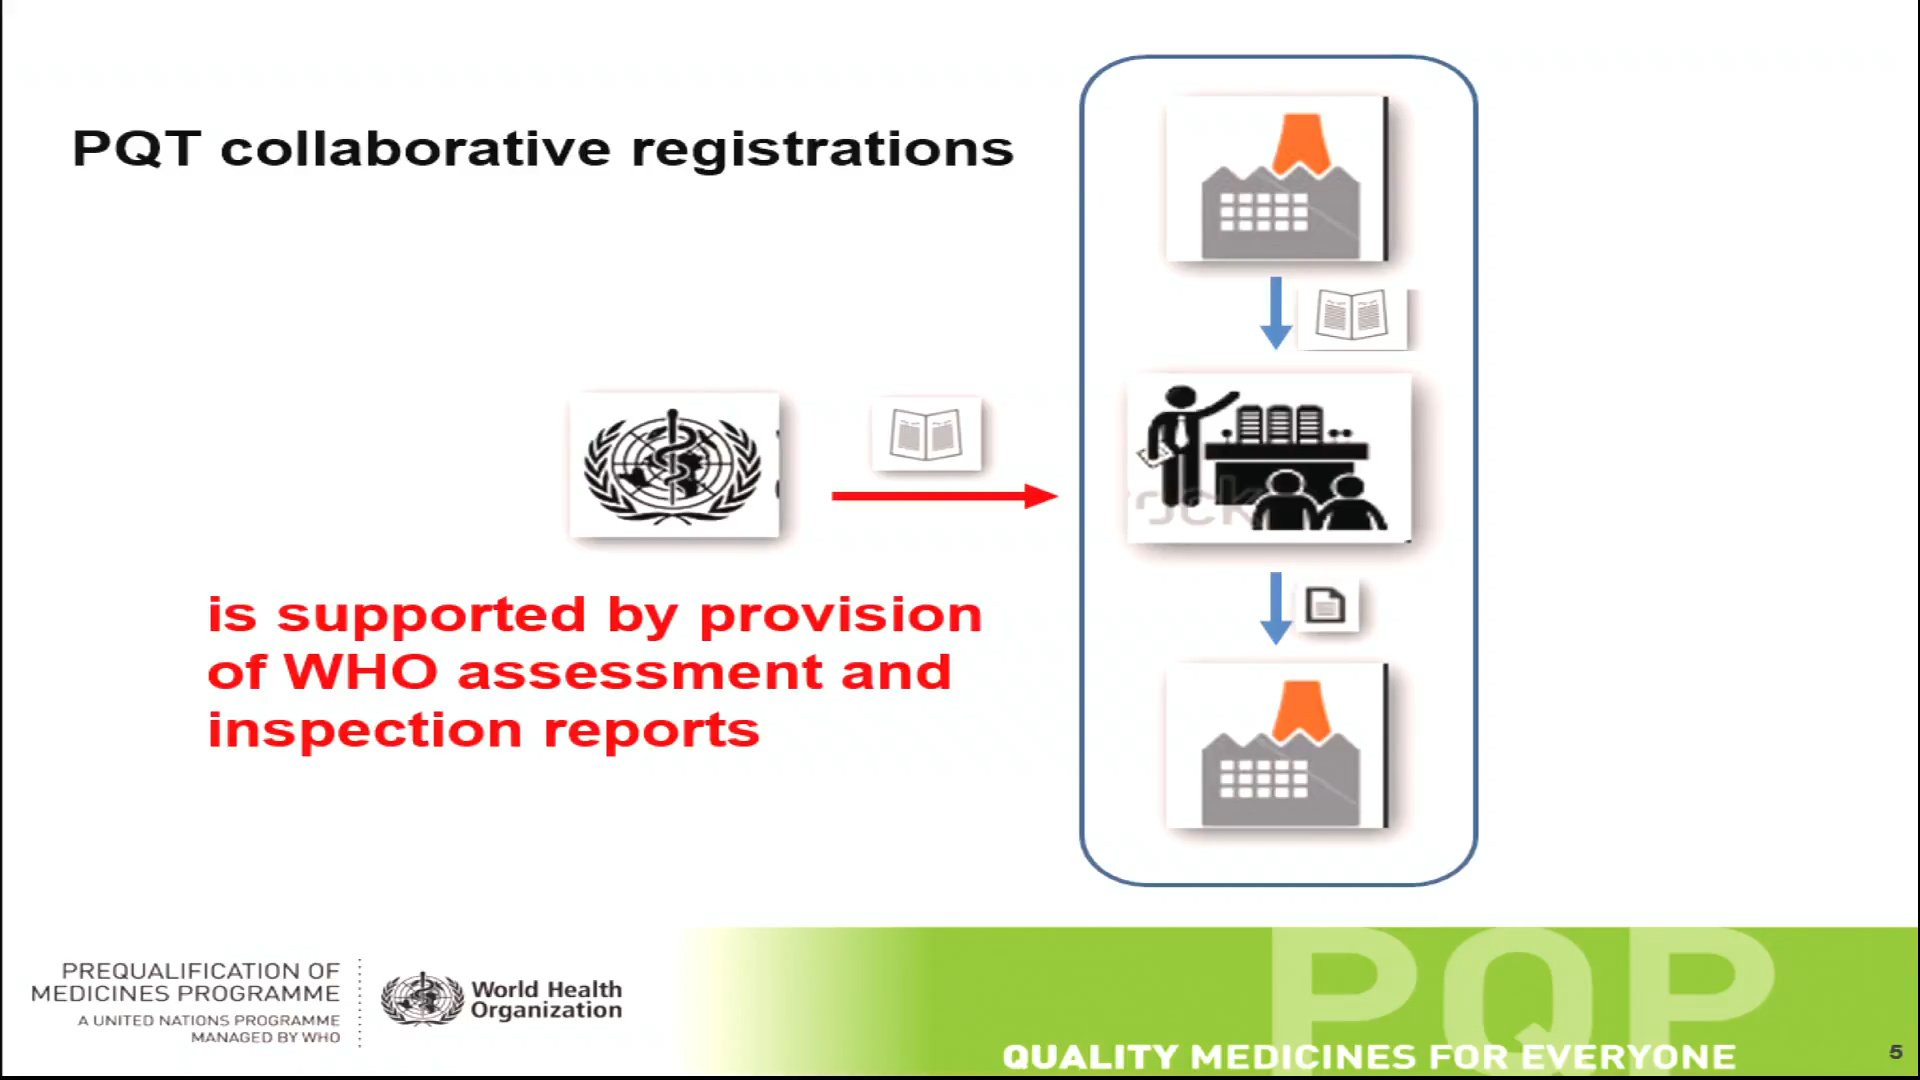 PQT collaborative registrations
is supported by provision
of WHO assessment and
inspection reports
PREQUALIFICATION OF
MEDICINES PROGRAMME
A UNITED NATIONS PROGRAMME
MANAGED BY WHO
World Health
Organization
PQP
QUALITY MEDICINES FOR EVERYONE
5